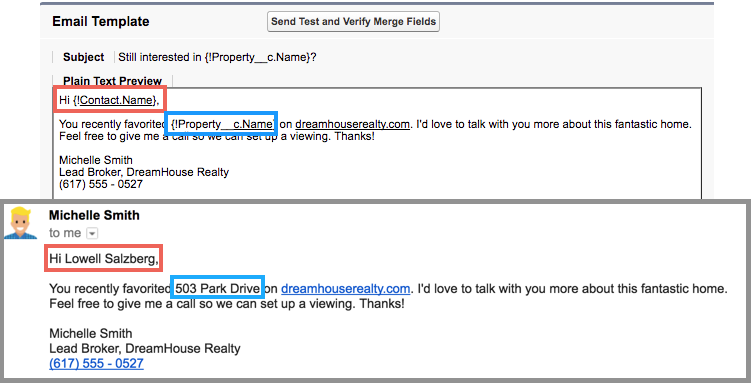 Email Template
Send Test and Verify Merge Fields
Subject Still interested in {!Property__c.Name}?
Plain Text Preview
Hi {!Contact.Name},
You recently favorited {!Property__c.Name} on dreamhouserealty.com. I'd love to talk with you more about this fantastic home.
Feel free to give me a call so we can set up a viewing. Thanks!
Michelle Smith
Lead Broker, DreamHouse Realty
(617) 555 - 0527
Michelle Smith
to me
Hi Lowell Salzberg,
You recently favorited 503 Park Drive on dreamhouserealty.com. I'd love to talk with you more about this fantastic home.
Feel free to give me a call so we can set up a viewing. Thanks!
Michelle Smith
Lead Broker, DreamHouse Realty
(617) 555 - 0527